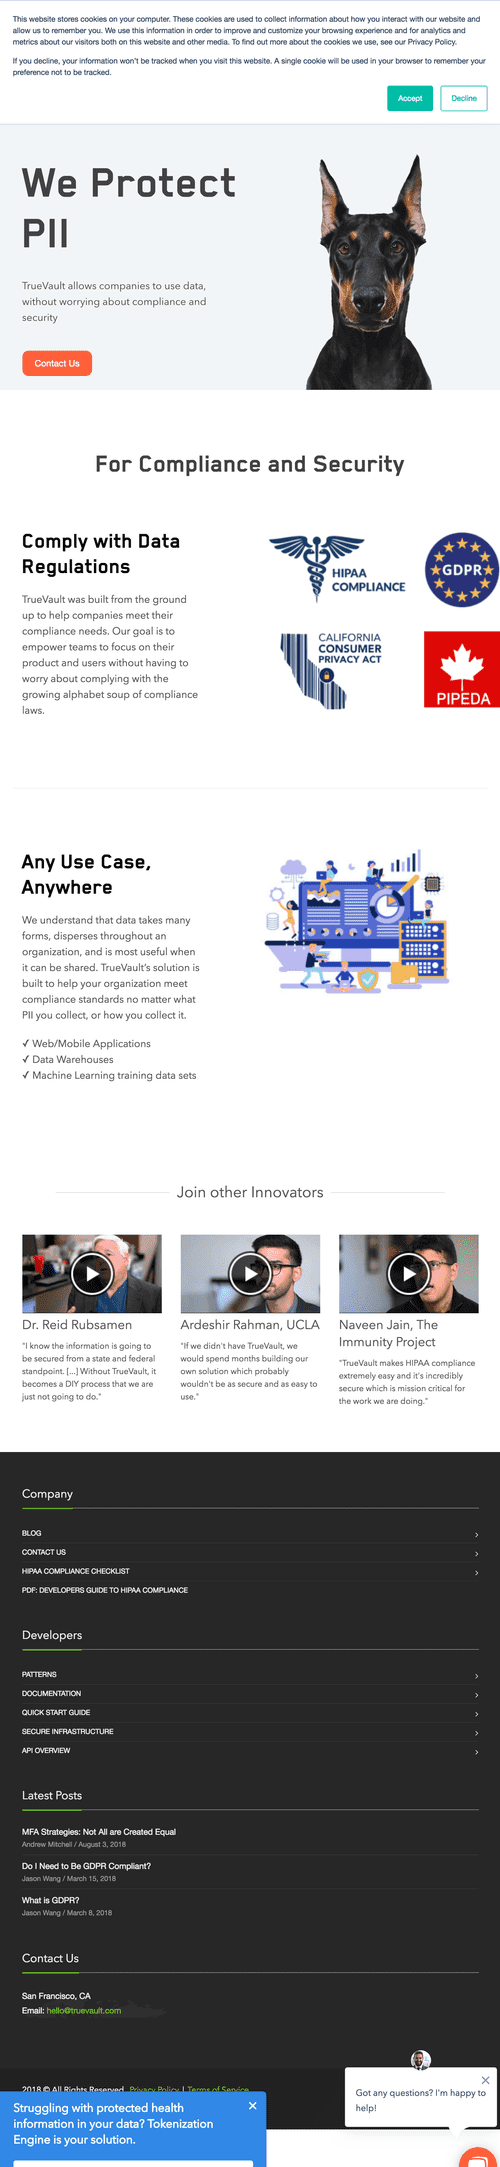 This website stores cookies on your computer. These cookies are used to collect information about how you interact with our website and
allow us to remember you. We use this information in order to improve and customize your browsing experience and for analytics and
metrics about our visitors both on this website and other media. To find out more about the cookies we use, see our Privacy Policy.
If you decline, your information won't be tracked when you visit this website. A single cookie will be used in your browser to remember your
preference not to be tracked.
Accept
Decline
We Protect
PII
TrueVault allows companies to use data,
without worrying about compliance and
security
Contact Us
For Compliance and Security
Comply with Data
Regulations
TrueVault was built from the ground
up to help companies meet their
compliance needs. Our goal is to
empower teams to focus on their
product and users without having to
worry about complying with the
growing alphabet soup of compliance
laws.
HIPAA
COMPLIANCE
GDPR
CALIFORNIA
CONSUMER
PRIVACY ACT
PIPEDA
Any Use Case,
Anywhere
We understand that data takes many
forms, disperses throughout an
organization, and is most useful when
it can be shared. TrueVault's solution is
built to help your organization meet
compliance standards no matter what
PII you collect, or how you collect it.
✓ Web/Mobile Applications
✓ Data Warehouses
✓ Machine Learning training data sets
Join other Innovators
Dr. Reid Rubsamen
"I know the information is going to
be secured from a state and federal
standpoint. [...] Without TrueVault, it
becomes a DIY process that we are
just not going to do."
Ardeshir Rahman, UCLA
"If we didn't have TrueVault, we
would spend months building our
own solution which probably
wouldn't be as secure and as easy to
use."
Naveen Jain, The
Immunity Project
"TrueVault makes HIPAA compliance
extremely easy and it's incredibly
secure which is mission critical for
the work we are doing."
Company
BLOG
CONTACT US
HIPAA COMPLIANCE CHECKLIST
PDF: DEVELOPERS GUIDE TO HIPAA COMPLIANCE
Developers
PATTERNS
DOCUMENTATION
QUICK START GUIDE
SECURE INFRASTRUCTURE
API OVERVIEW
Latest Posts
MFA Strategies: Not All are Created Equal
Andrew Mitchell / August 3, 2018
Do I Need to Be GDPR Compliant?
Jason Wang / March 15, 2018
What is GDPR?
Jason Wang / March 8, 2018
Contact Us
San Francisco, CA
Email: hello@truevault.com
2018 © All Rights Reserved. Privacy Policy | Terms of Service
Got any questions? I'm happy to
help!
Struggling with protected health
information in your data? Tokenization
Engine is your solution.